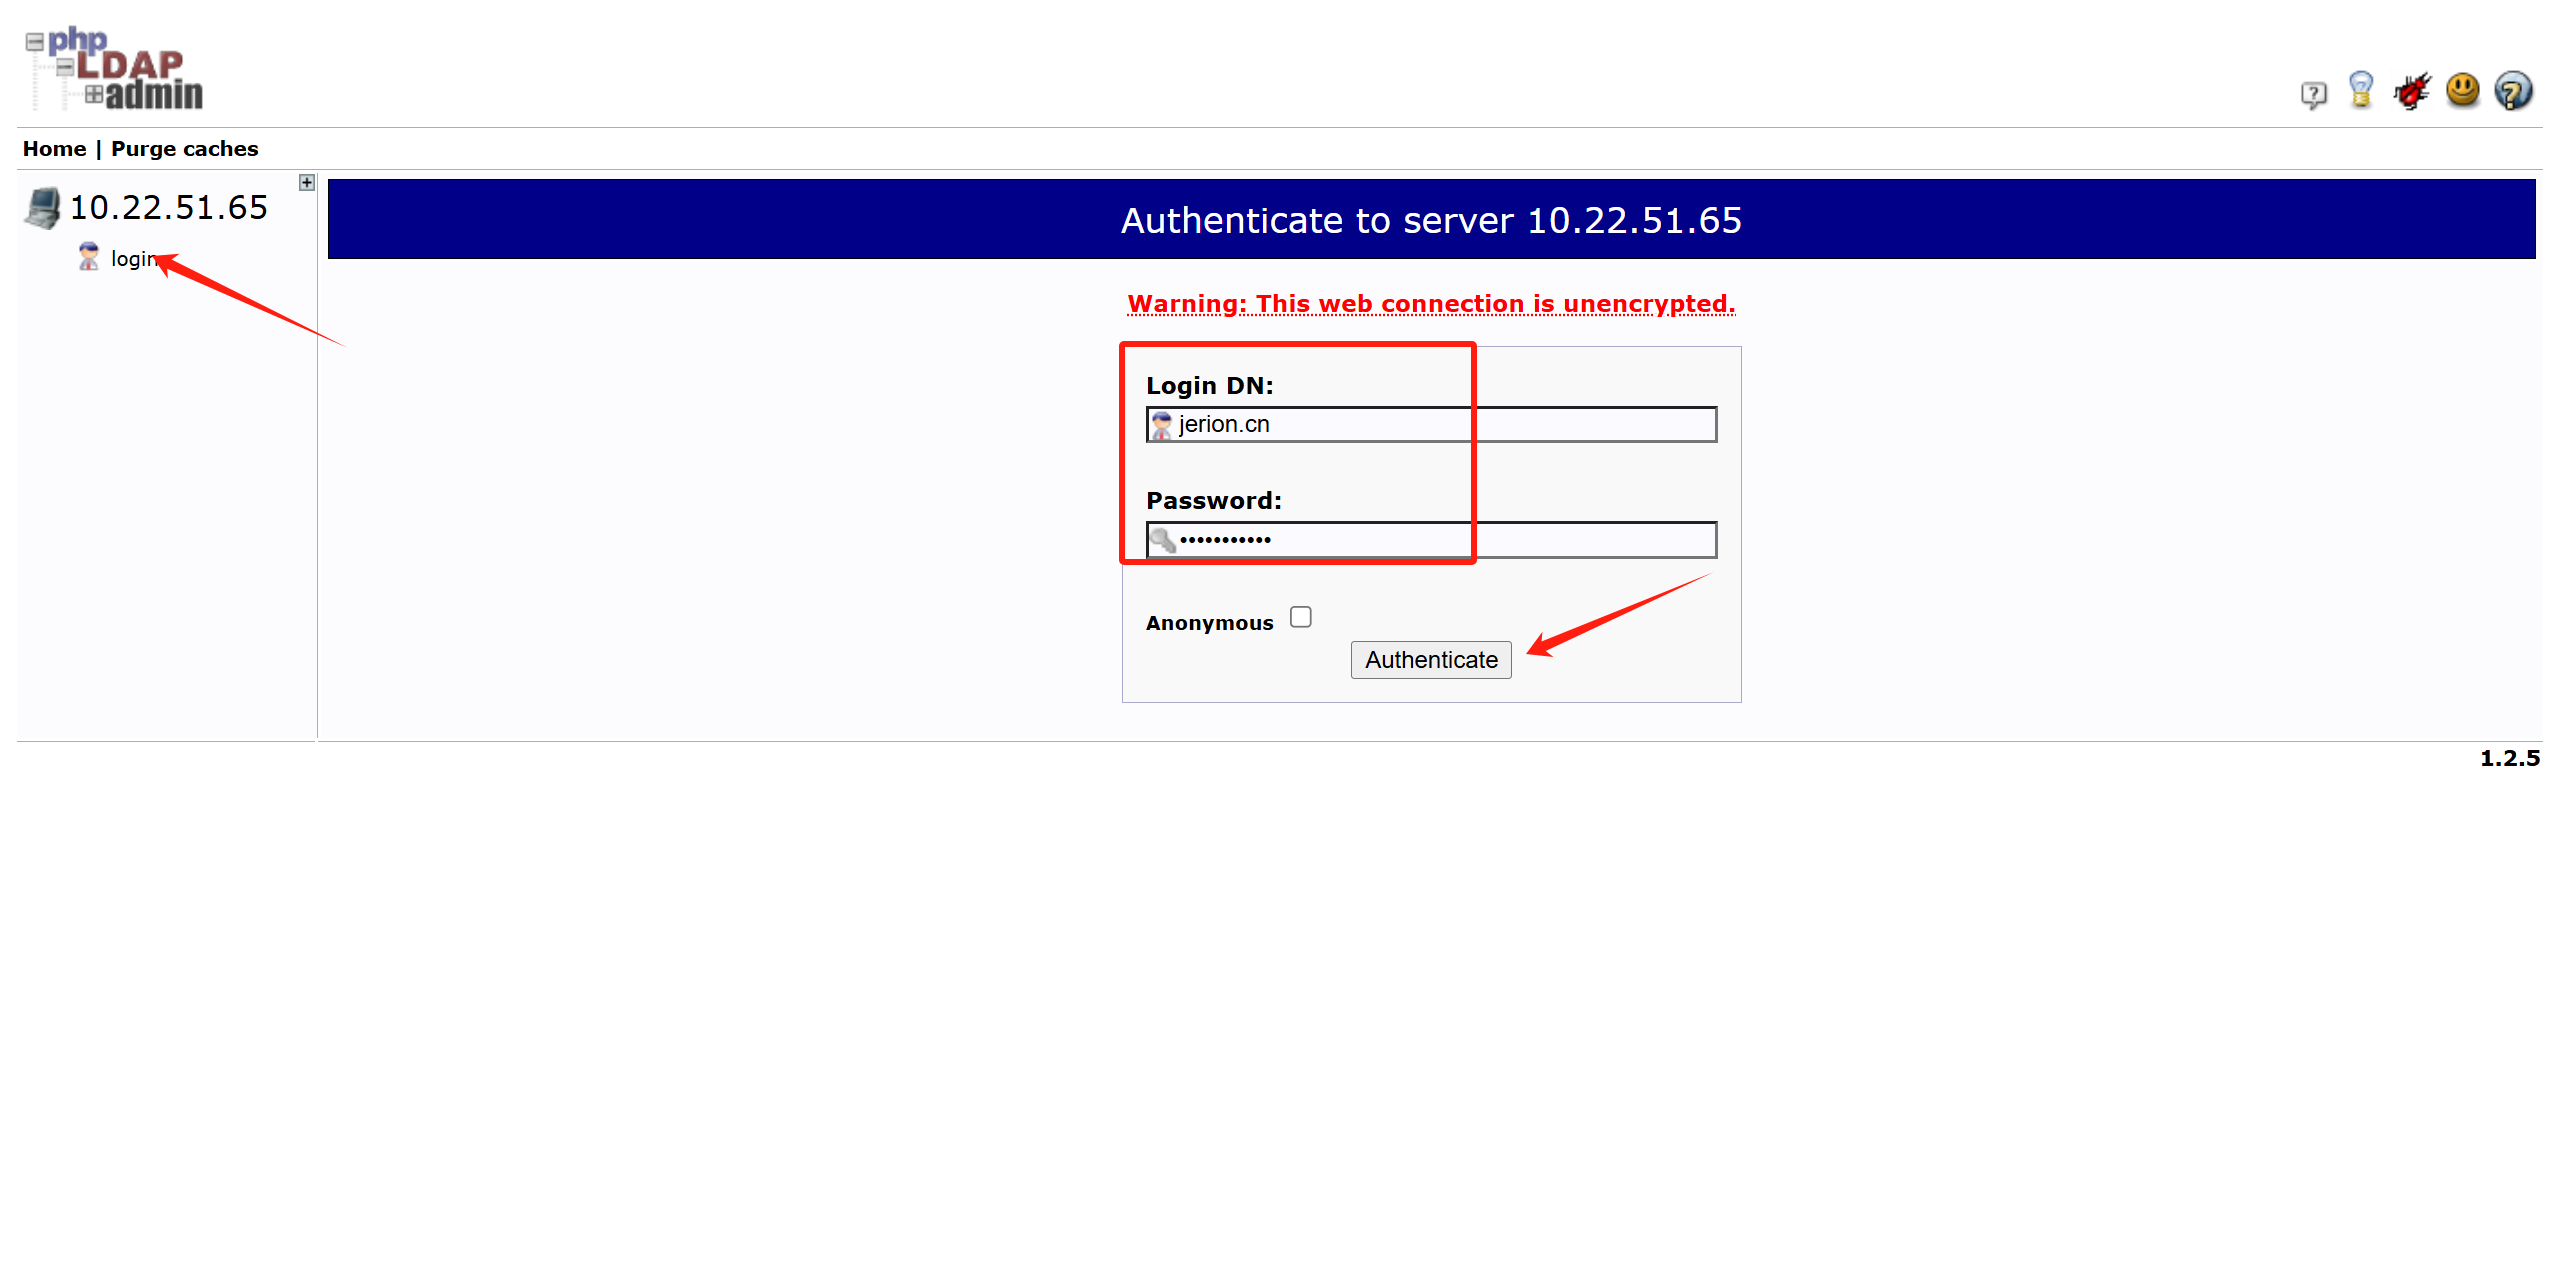 php
LDAP
admin
Home | Purge caches
10.22.51.65
login
Authenticate to server 10.22.51.65
Warning: This web connection is unencrypted.
Login DN:
jerion.cn
Password:
•••••••••••
Anonymous
Authenticate
1.2.5